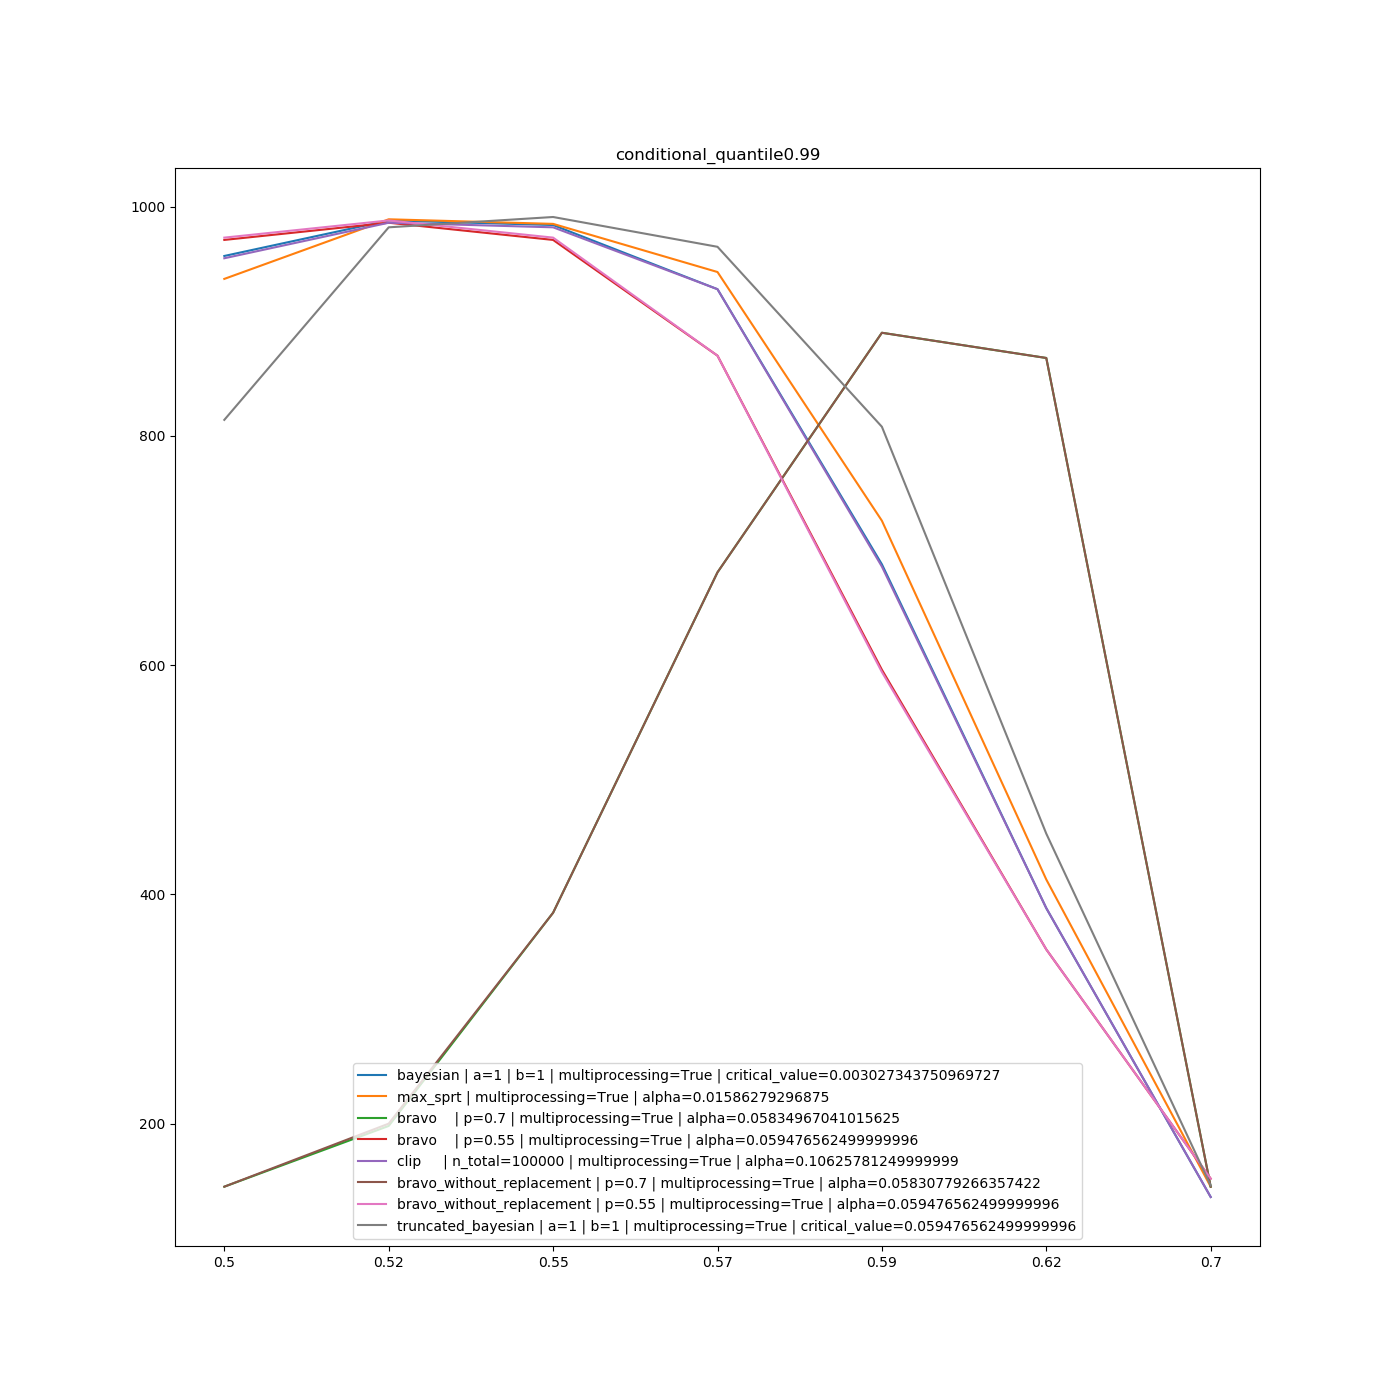 conditional_quantile0.99
1000
800
600
400
200
bayesian | a=1 | b=1 | multiprocessing=True | critical_value=0.003027343750969727
max_sprt | multiprocessing=True | alpha=0.01586279296875
bravo | p=0.7 | multiprocessing=True | alpha=0.05834967041015625
bravo | p=0.55 | multiprocessing=True | alpha=0.059476562499999996
clip | n_total=100000 | multiprocessing=True | alpha=0.10625781249999999
bravo_without_replacement | p=0.7 | multiprocessing=True | alpha=0.05830779266357422
bravo_without_replacement | p=0.55 | multiprocessing=True | alpha=0.059476562499999996
truncated_bayesian | a=1 | b=1 | multiprocessing=True | critical_value=0.059476562499999996
0.5 0.52 0.55 0.57 0.59 0.62 0.7